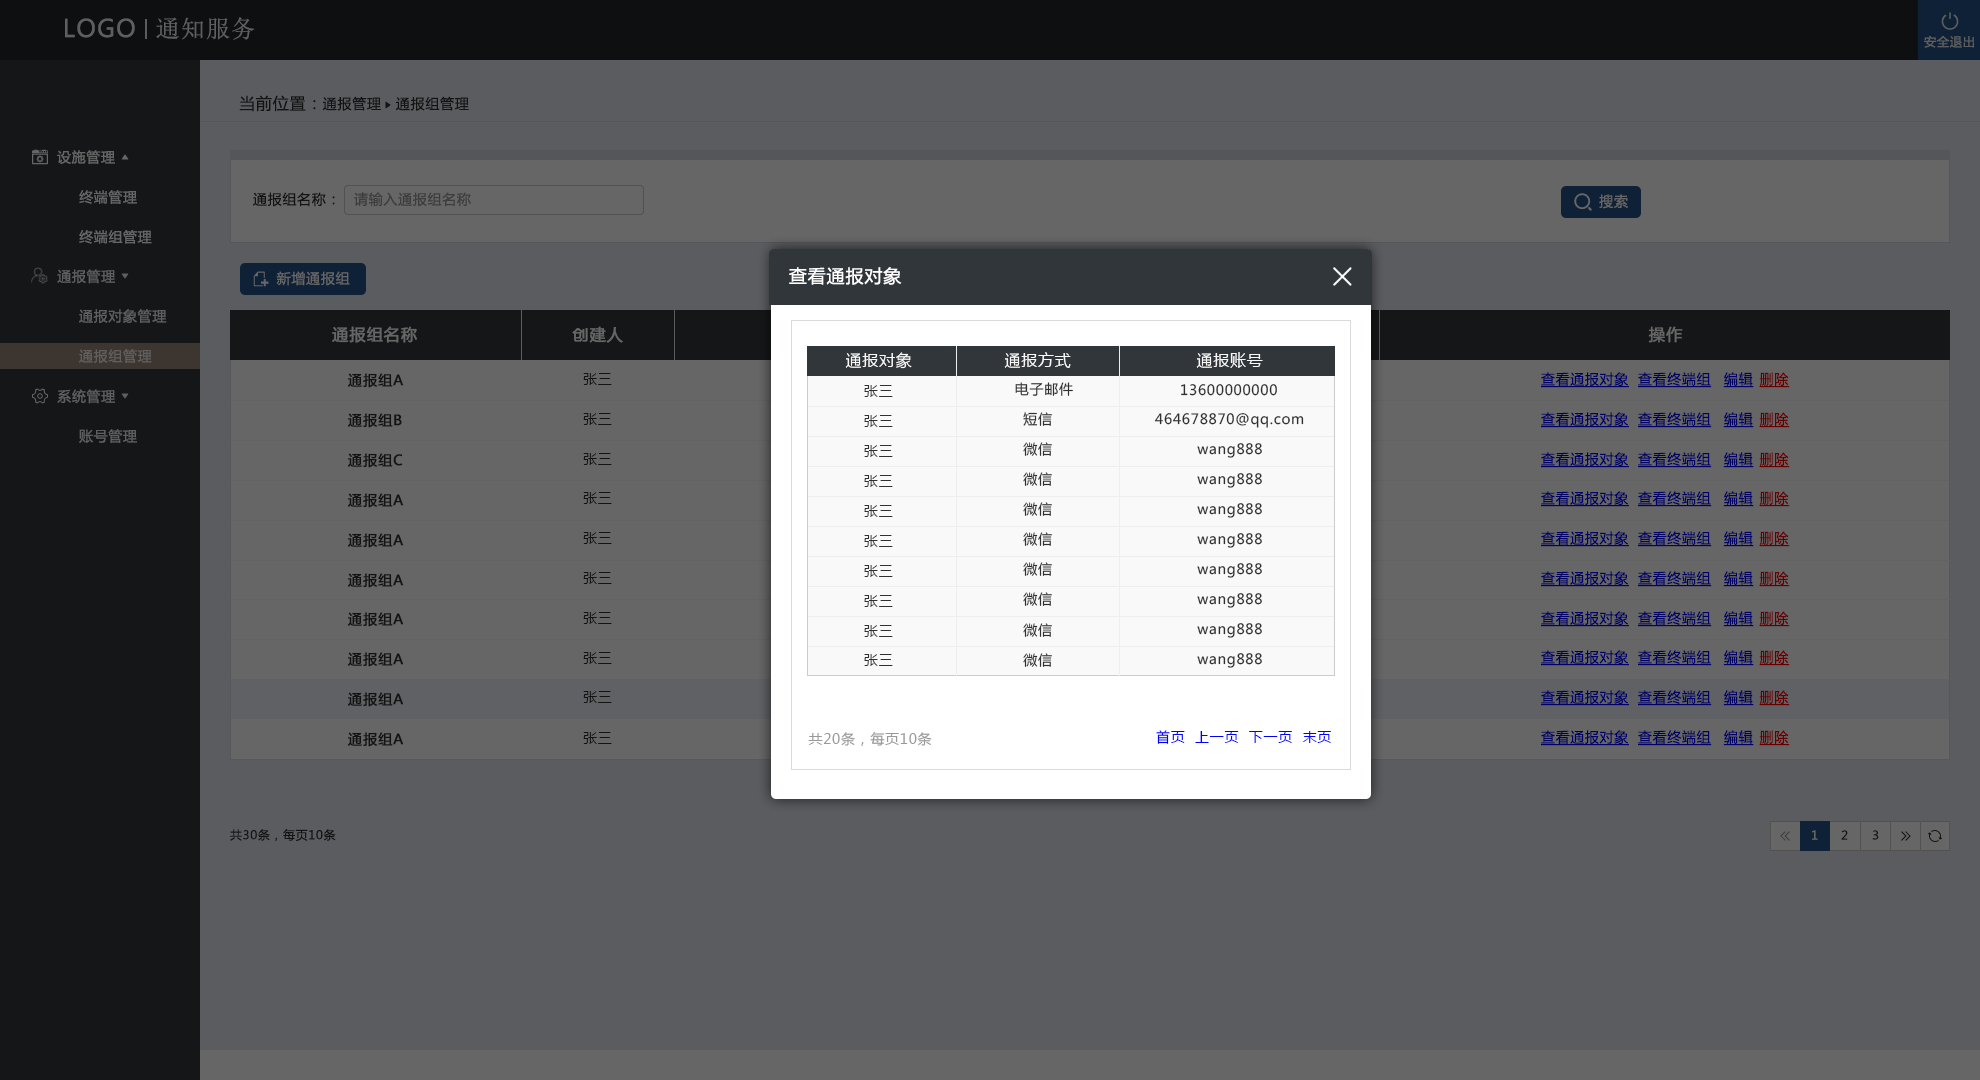 LOGO | 通知服务
安全退出
当前位置：通报管理 ▸ 通报组管理
设施管理
终端管理
终端组管理
通报管理
通报对象管理
通报组管理
系统管理
账号管理
通报组名称： 请输入通报组名称 搜索
新增通报组
通报组名称 创建人 操作
通报组A 张三 查看通报对象 查看终端组 编辑 删除
通报组B 张三 查看通报对象 查看终端组 编辑 删除
通报组C 张三 查看通报对象 查看终端组 编辑 删除
通报组A 张三 查看通报对象 查看终端组 编辑 删除
通报组A 张三 查看通报对象 查看终端组 编辑 删除
通报组A 张三 查看通报对象 查看终端组 编辑 删除
通报组A 张三 查看通报对象 查看终端组 编辑 删除
通报组A 张三 查看通报对象 查看终端组 编辑 删除
通报组A 张三 查看通报对象 查看终端组 编辑 删除
通报组A 张三 查看通报对象 查看终端组 编辑 删除
共30条，每页10条
« 1 2 3 »
查看通报对象
通报对象 通报方式 通报账号
张三 电子邮件 13600000000
张三 短信 464678870@qq.com
张三 微信 wang888
张三 微信 wang888
张三 微信 wang888
张三 微信 wang888
张三 微信 wang888
张三 微信 wang888
张三 微信 wang888
张三 微信 wang888
共20条，每页10条
首页 上一页 下一页 末页